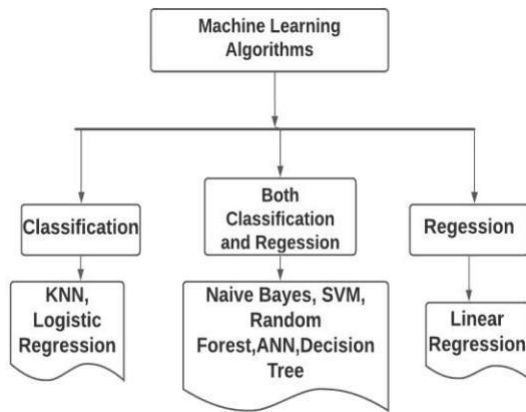 Machine Learning
Algorithms
Classification
Both
Classification
and Regession
Regession
KNN,
Logistic
Regression
Naive Bayes, SVM,
Random
Forest,ANN,Decision
Tree
Linear
Regression